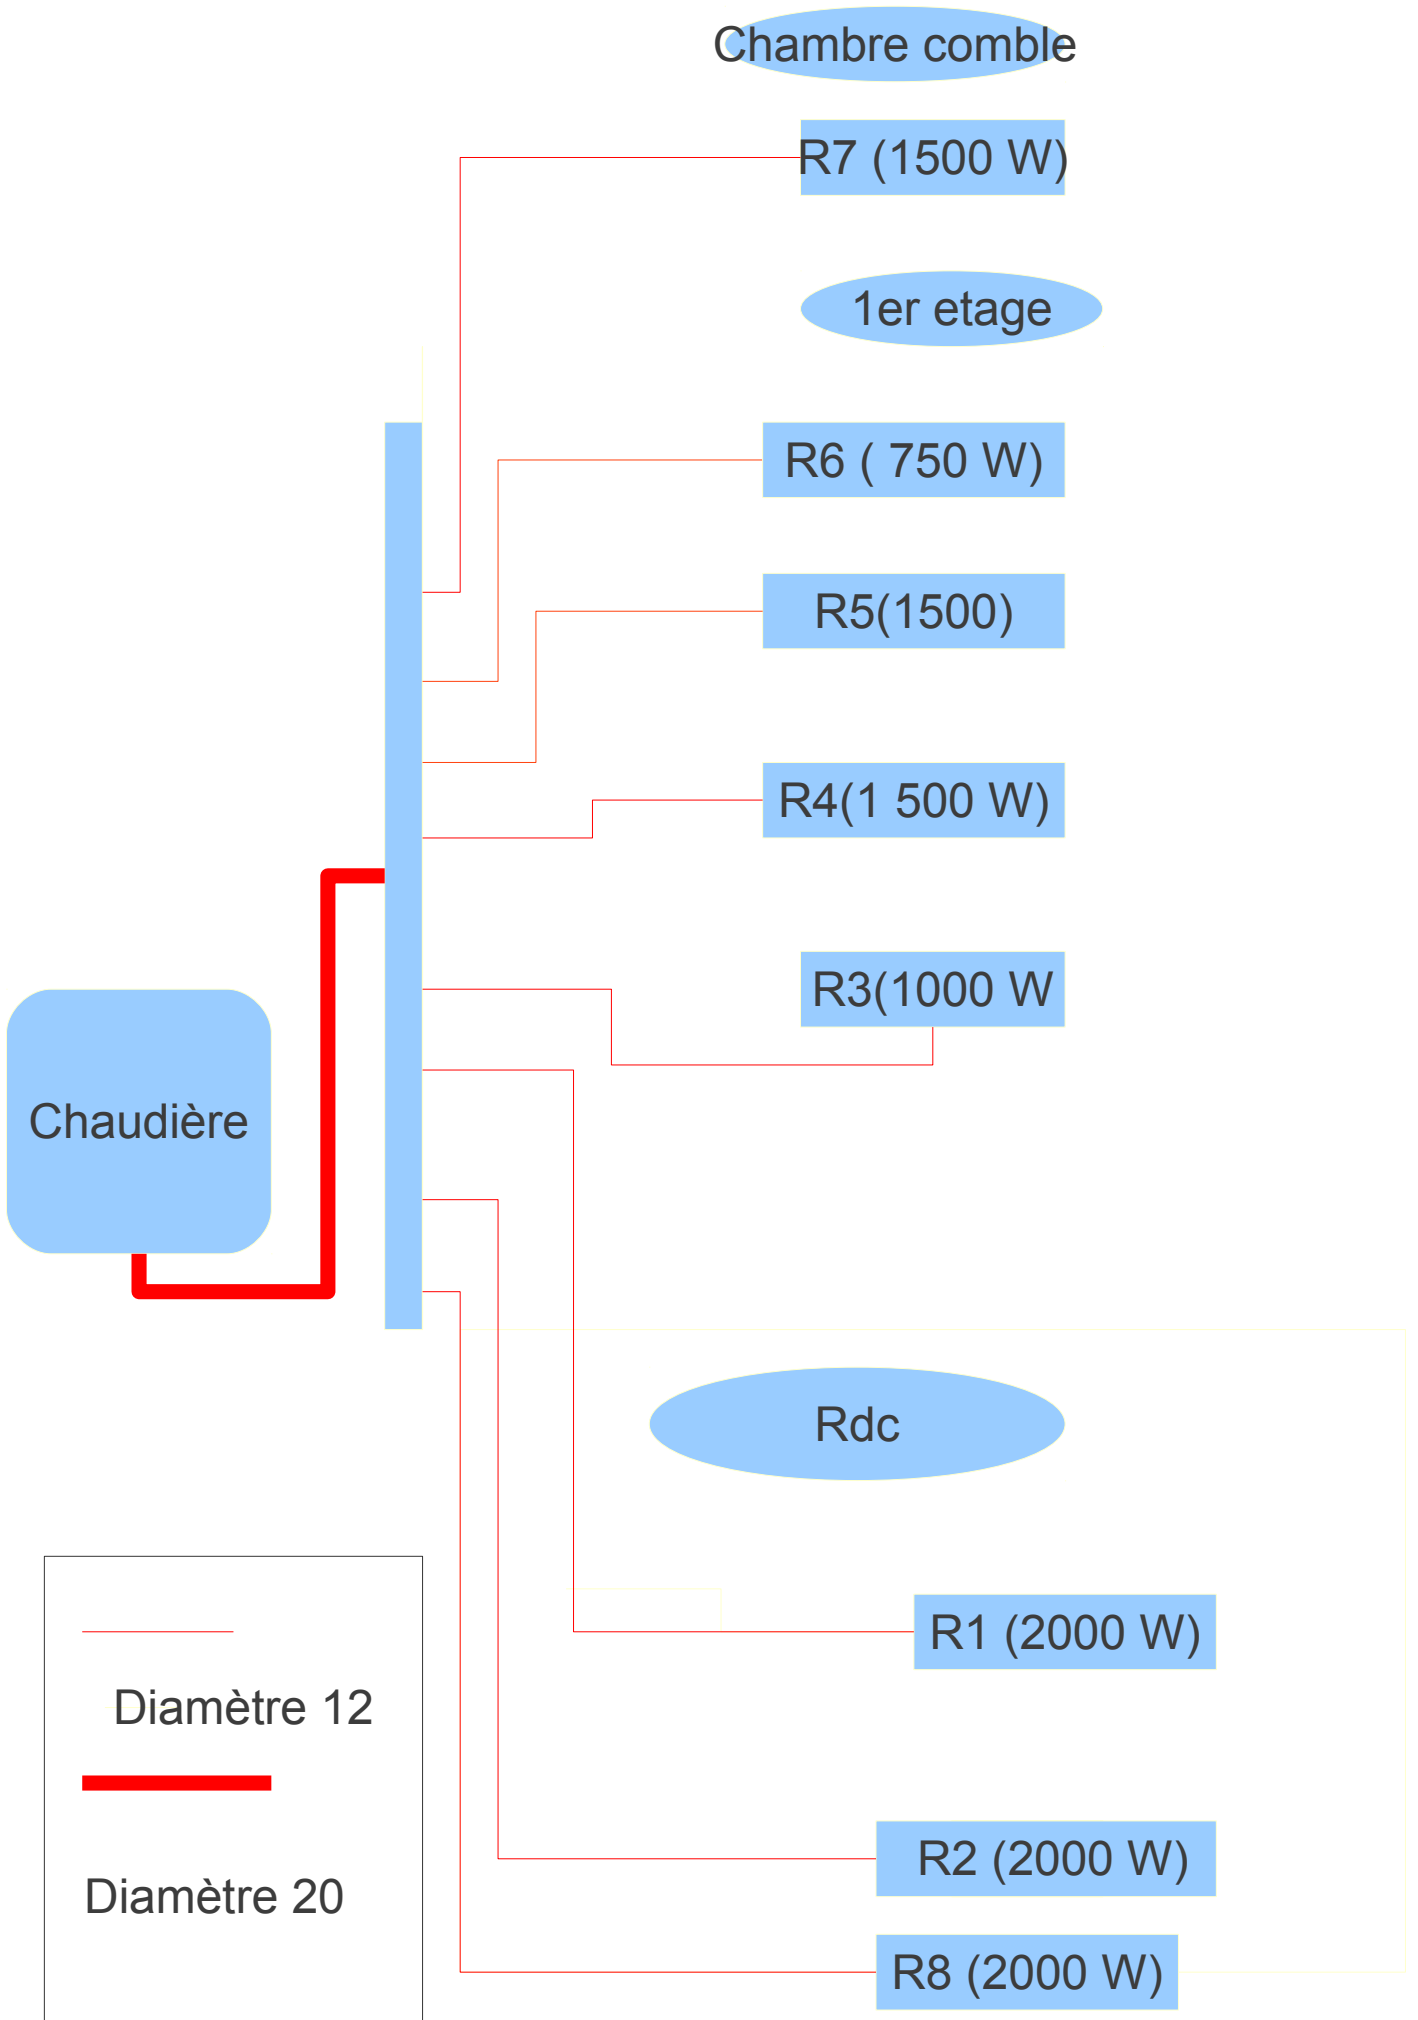 Chambre comble
R7 (1500 W)
1er etage
R6 ( 750 W)
R5(1500)
R4(1 500 W)
R3(1000 W
Chaudière
Rdc
R1 (2000 W)
Diamètre 12
R2 (2000 W)
Diamètre 20
R8 (2000 W)